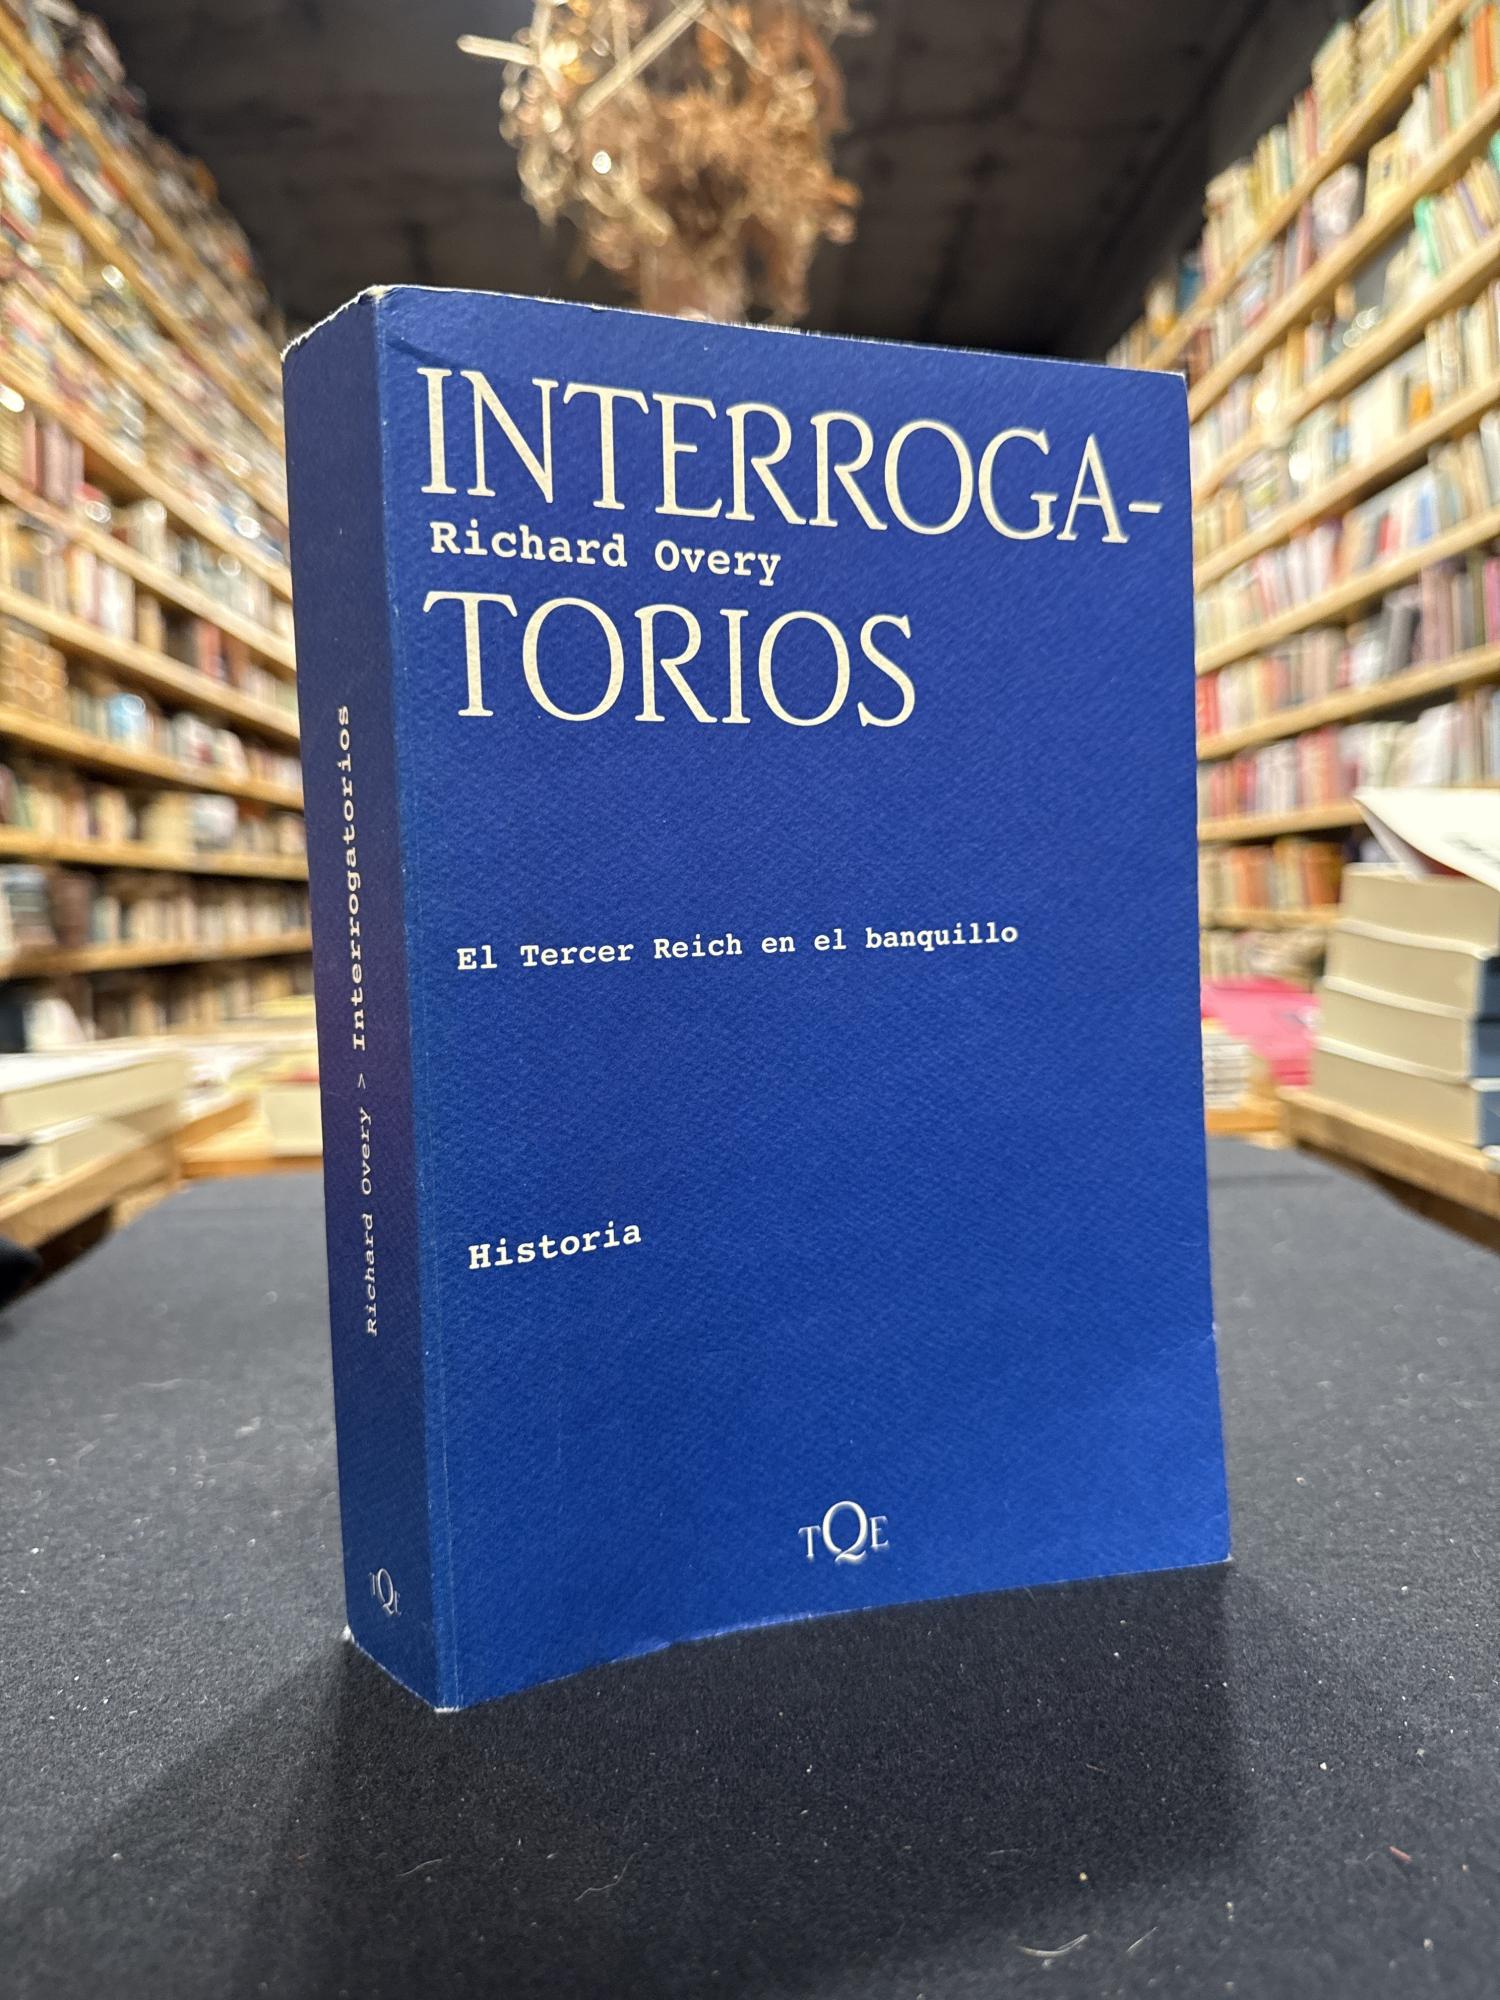 INTERROGA-
Richard Overy
TORIOS
El Tercer Reich en el banquillo
Historia
TQE
Richard Overy > Interrogatorios
TQE